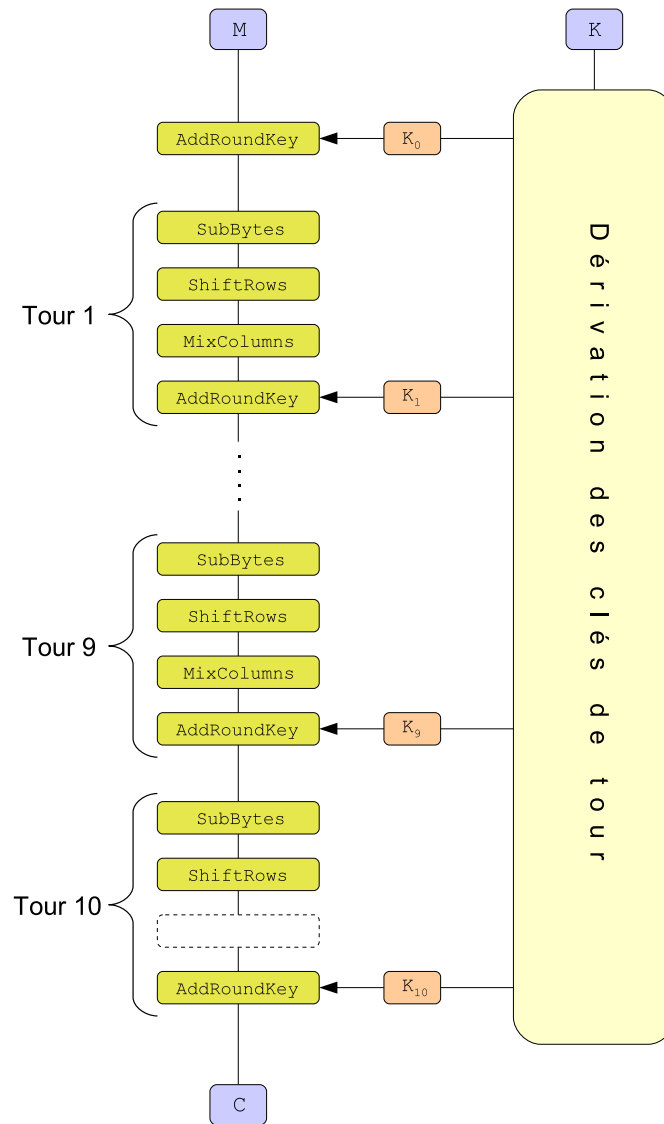 M
K
AddRoundKey
K0
SubBytes
ShiftRows
Tour 1
MixColumns
AddRoundKey
K1
....
SubBytes
ShiftRows
Tour 9
MixColumns
AddRoundKey
K9
SubBytes
ShiftRows
Tour 10
AddRoundKey
K10
C
Dérivation des clés de tour